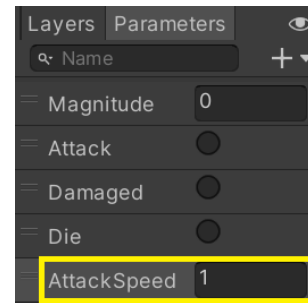 Layers Parameters
Name
Magnitude 0
Attack
Damaged
Die
AttackSpeed 1